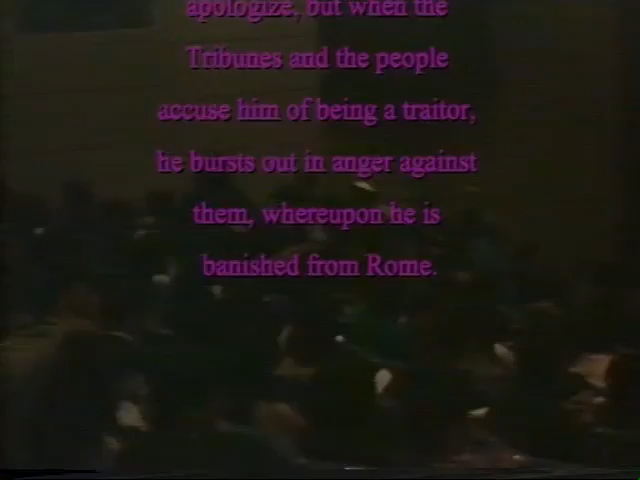 apologize, but when the
Tribunes and the people
accuse him of being a traitor,
he bursts out in anger against
them, whereupon he is
banished from Rome.